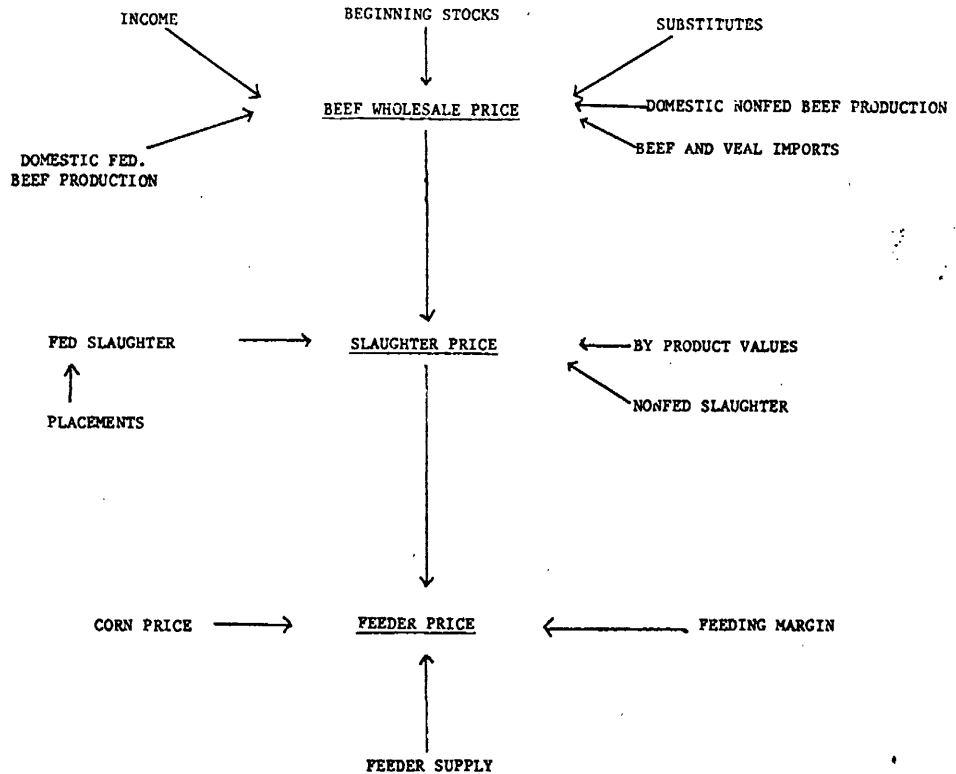 INCOME
BEGINNING STOCKS
SUBSTITUTES
BEEF WHOLESALE PRICE
DOMESTIC NONFED BEEF PRODUCTION
BEEF AND VEAL IMPORTS
DOMESTIC FED.
BEEF PRODUCTION
FED SLAUGHTER
SLAUGHTER PRICE
BY PRODUCT VALUES
PLACEMENTS
NONFED SLAUGHTER
CORN PRICE
FEEDER PRICE
FEEDING MARGIN
FEEDER SUPPLY